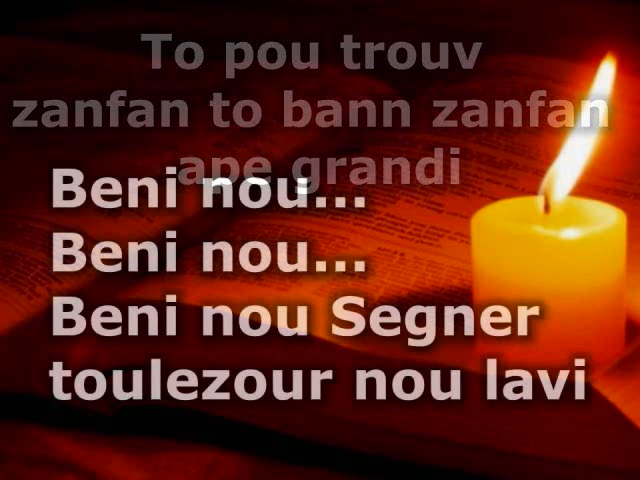 To pou trouv
zanfan to bann zanfan
ape grandi
Beni nou...
Beni nou...
Beni nou Segner
toulezour nou lavi